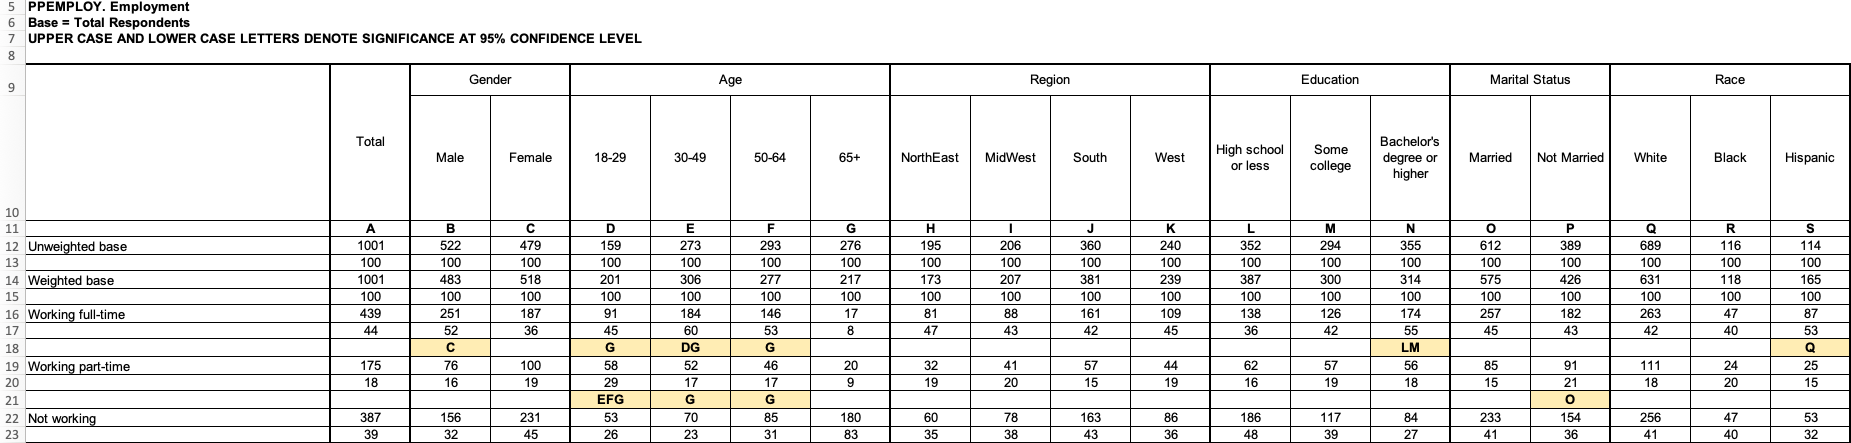 5 PPEMPLOY. Employment
6 Base = Total Respondents
7 UPPER CASE AND LOWER CASE LETTERS DENOTE SIGNIFICANCE AT 95% CONFIDENCE LEVEL
8
9 Gender Age Region Education Marital Status Race
10 Total Male Female 18-29 30-49 50-64 65+ NorthEast MidWest South West High school or less Some college Bachelor's degree or higher Married Not Married White Black Hispanic
11 A B C D E F G H I J K L M N O P Q R S
12 Unweighted base 1001 522 479 159 273 293 276 195 206 360 240 352 294 355 612 389 689 116 114
13 100 100 100 100 100 100 100 100 100 100 100 100 100 100 100 100 100 100 100
14 Weighted base 1001 483 518 201 306 277 217 173 207 381 239 387 300 314 575 426 631 118 165
15 100 100 100 100 100 100 100 100 100 100 100 100 100 100 100 100 100 100 100
16 Working full-time 439 251 187 91 184 146 17 81 88 161 109 138 126 174 257 182 263 47 87
17 44 52 36 45 60 53 8 47 43 42 45 36 42 55 45 43 42 40 53
18 C G DG G LM Q
19 Working part-time 175 76 100 58 52 46 20 32 41 57 44 62 57 56 85 91 111 24 25
20 18 16 19 29 17 17 9 19 20 15 19 16 19 18 15 21 18 20 15
21 EFG G G O
22 Not working 387 156 231 53 70 85 180 60 78 163 86 186 117 84 233 154 256 47 53
23 39 32 45 26 23 31 83 35 38 43 36 48 39 27 41 36 41 40 32